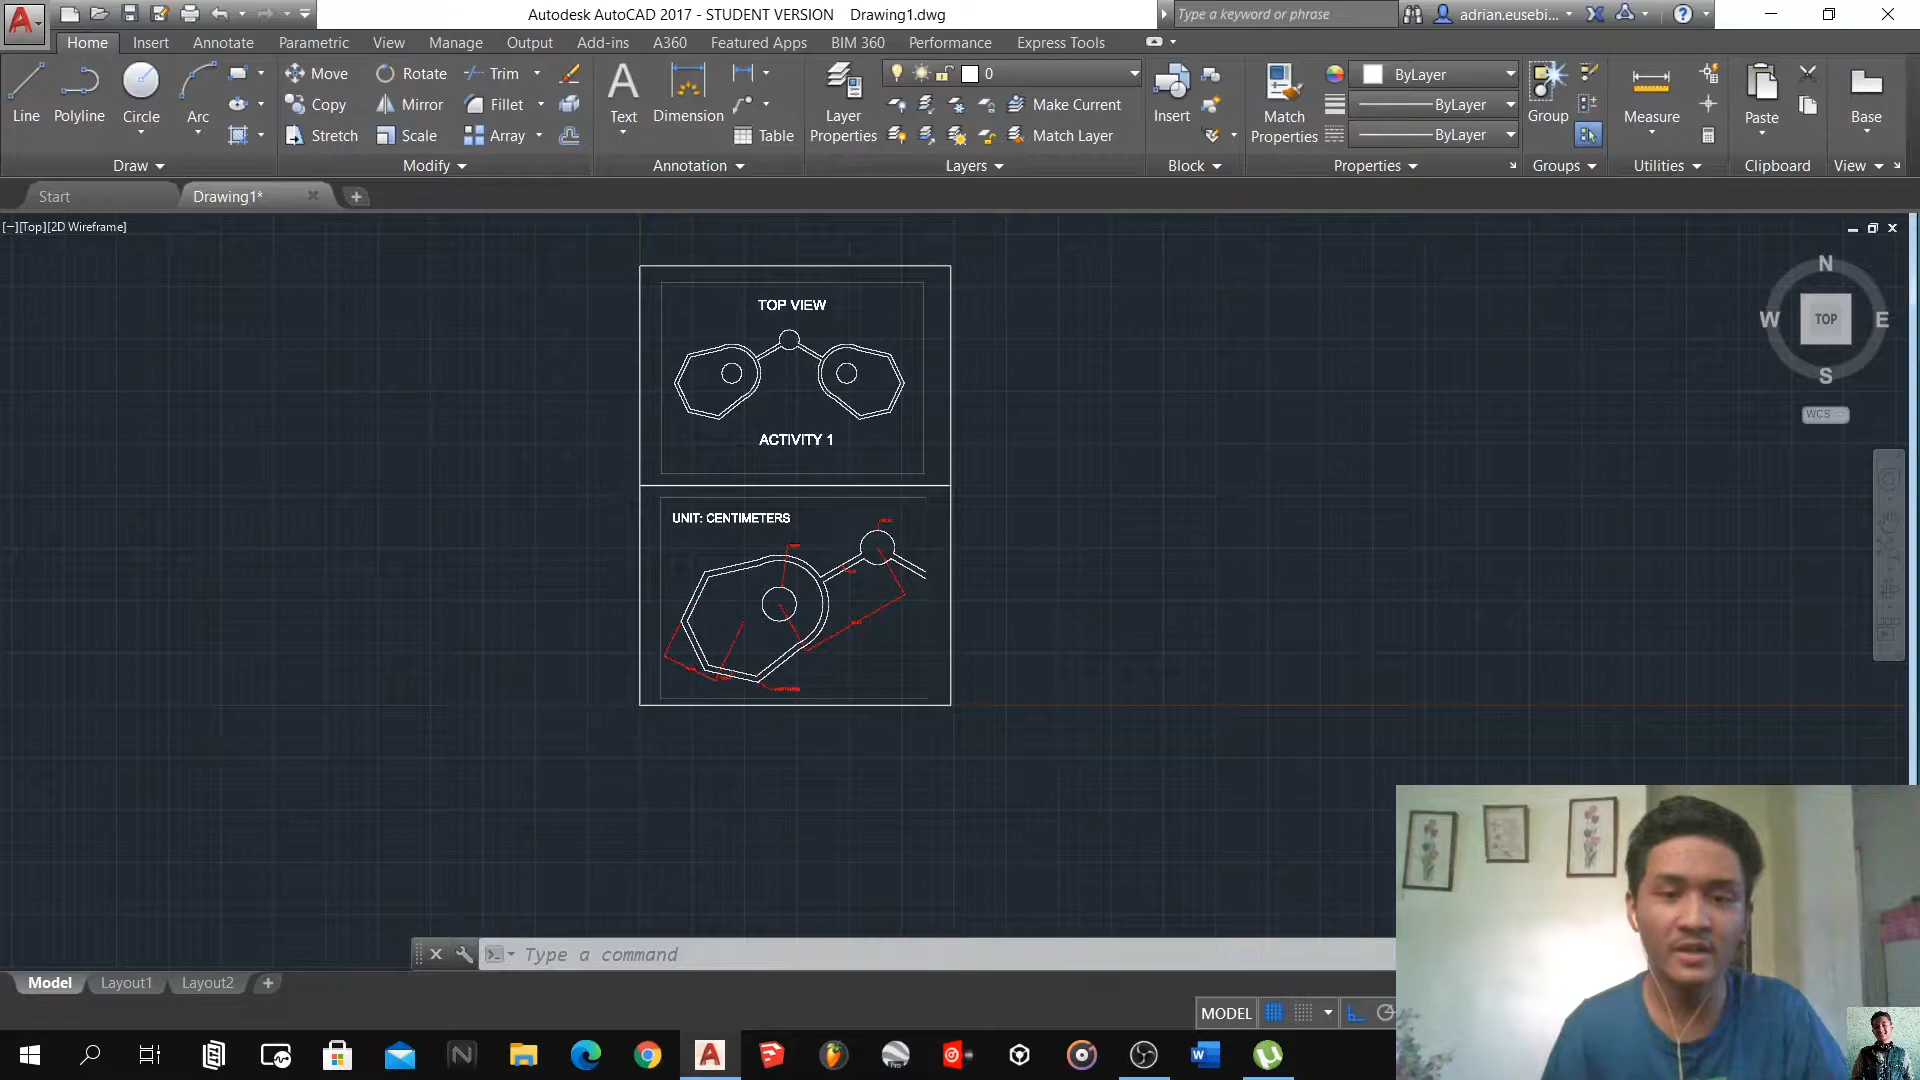 Autodesk AutoCAD 2017 - STUDENT VERSION Drawing1.dwg
Type a keyword or phrase
adrian.eusebi...
Home Insert Annotate Parametric View Manage Output Add-ins A360 Featured Apps BIM 360 Performance Express Tools
Line Polyline Circle Arc
Move Rotate Trim
Copy Mirror Fillet
Stretch Scale Array
Text Dimension Table
Layer Properties
0
Make Current
Match Layer
Insert
Match Properties
ByLayer
ByLayer
ByLayer
Group
Measure
Paste
Base
Draw Modify Annotation Layers Block Properties Groups Utilities Clipboard View
Start Drawing1*
[−][Top][2D Wireframe]
N
W TOP E
S
WCS
TOP VIEW
ACTIVITY 1
UNIT: CENTIMETERS
Type a command
Model Layout1 Layout2
MODEL